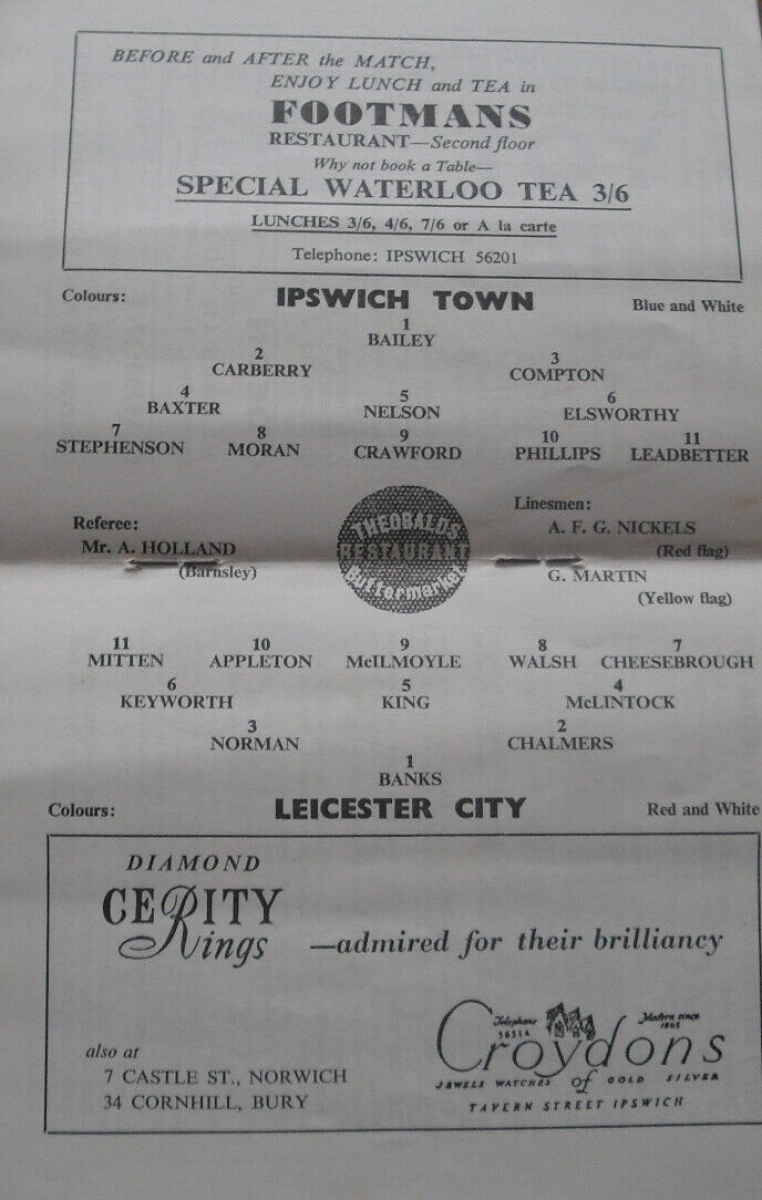 BEFORE and AFTER the MATCH,
ENJOY LUNCH and TEA in
FOOTMANS
RESTAURANT—Second floor
Why not book a Table—
SPECIAL WATERLOO TEA 3/6
LUNCHES 3/6, 4/6, 7/6 or A la carte
Telephone: IPSWICH 56201
Colours: IPSWICH TOWN Blue and White
1
BAILEY
2 3
CARBERRY COMPTON
4 5 6
BAXTER NELSON ELSWORTHY
7 8 9 10 11
STEPHENSON MORAN CRAWFORD PHILLIPS LEADBETTER
Referee: Linesmen:
Mr. A. HOLLAND A. F. G. NICKELS
(Barnsley) (Red flag)
G. MARTIN
(Yellow flag)
THEOBALDS
RESTAURANT
Buttermarket
11 10 9 8 7
MITTEN APPLETON McILMOYLE WALSH CHEESEBROUGH
6 5 4
KEYWORTH KING McLINTOCK
3 2
NORMAN CHALMERS
1
BANKS
Colours: LEICESTER CITY Red and White
DIAMOND
CERITY
Rings —admired for their brilliancy
also at
7 CASTLE ST., NORWICH
34 CORNHILL, BURY
Telephone
56514
Modern since
1865
Croydons
JEWELS WATCHES of GOLD SILVER
TAVERN STREET IPSWICH